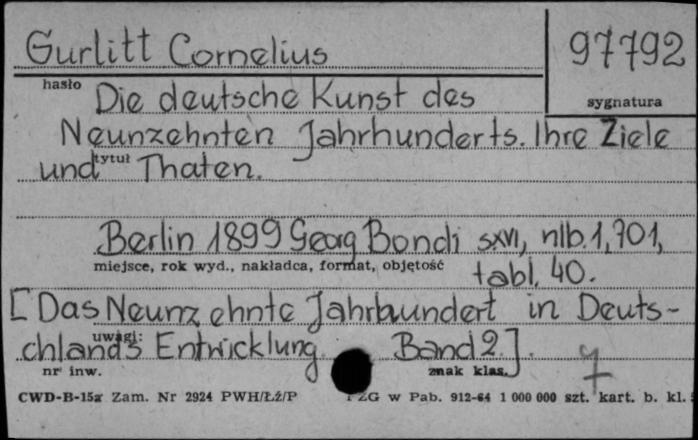 Gurlitt Cornelius 97792
hasło sygnatura
Die deutsche Kunst des
Neunzehnten Jahrhunderts. Ihre Ziele
tytuł
und Thaten.
Berlin 1899 Georg Bondi sXVI, nlb.1,701,
miejsce, rok wyd., nakładca, format, objętość
tabl. 40.
[Das Neunzehnte Jahrhundert in Deuts-
uwagi:
chlands Entwicklung. Band 2.].
nr inw. znak klas.
CWD-B-15a Zam. Nr 2924 PWH/Łź/P ZG w Pab. 912-64 1 000 000 szt. kart. b. kl.